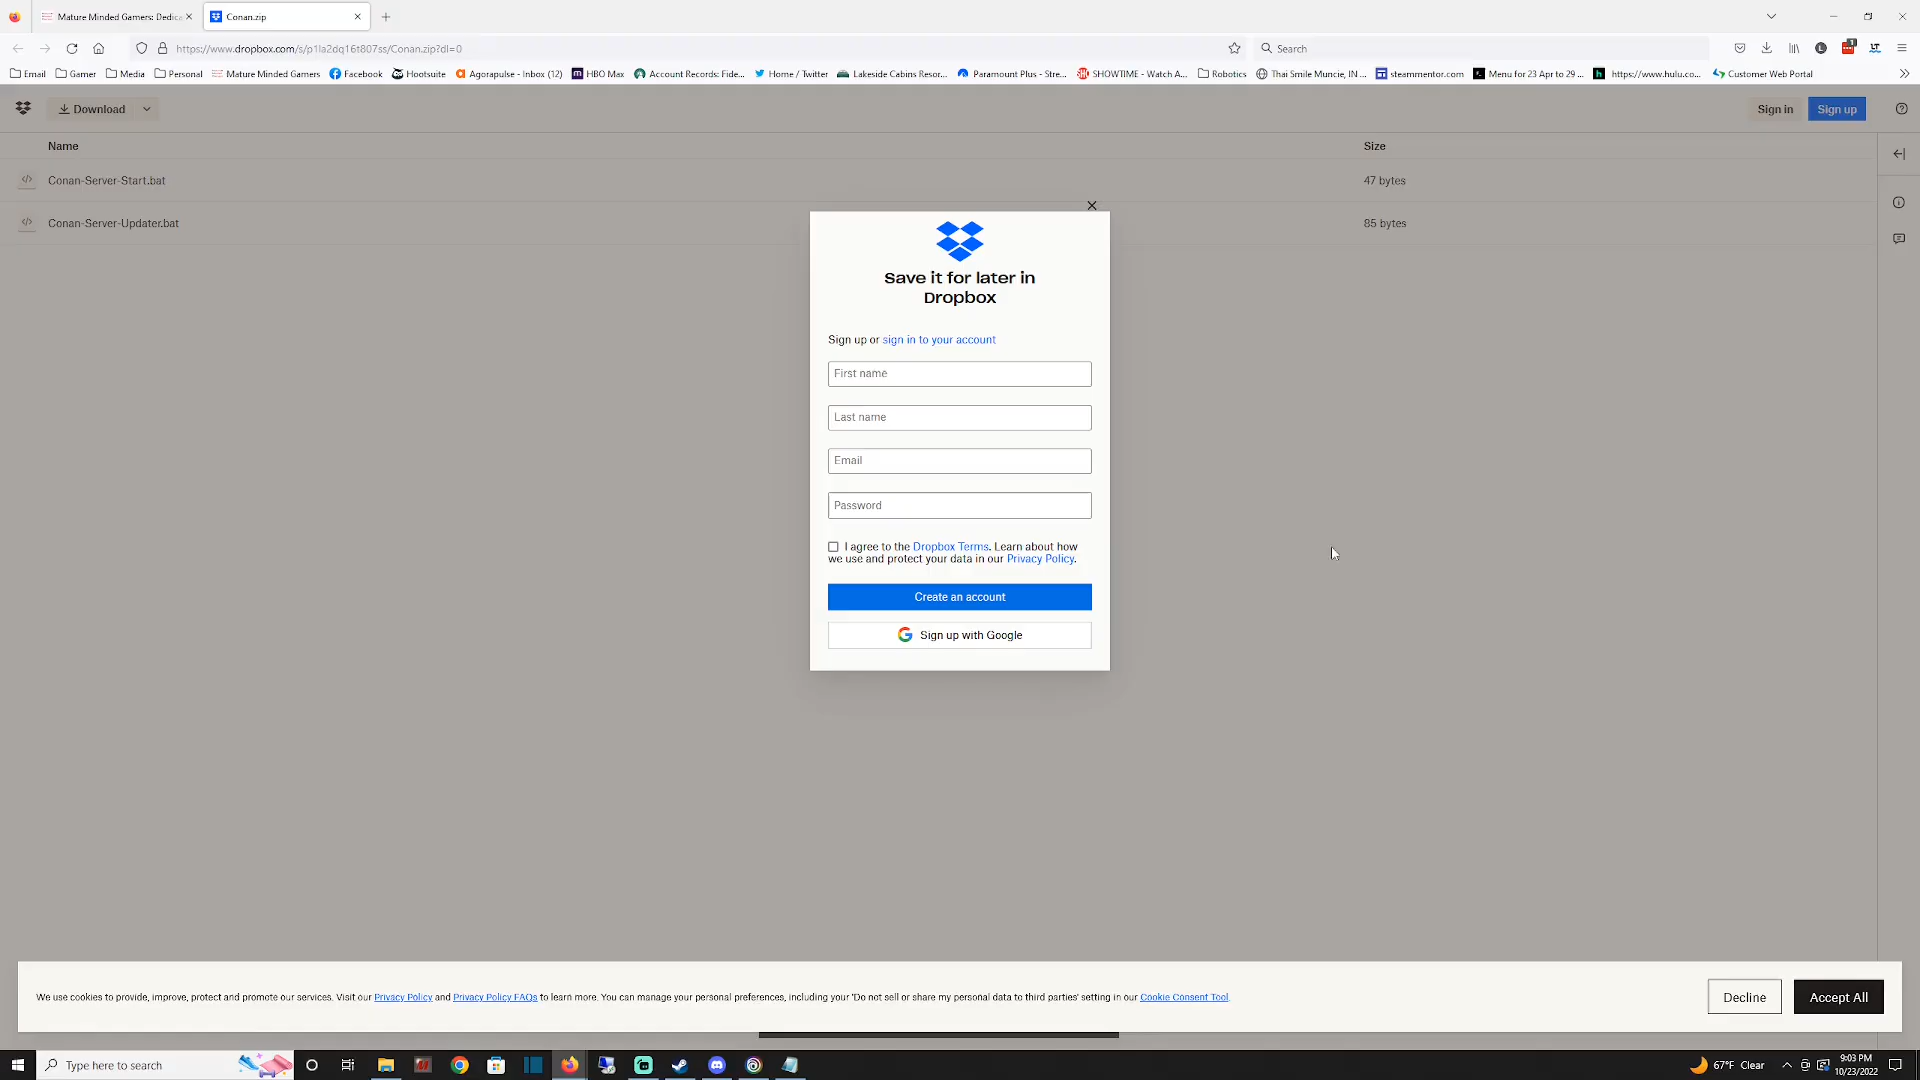 Mature Minded Gamers: Dedica
Conan.zip
https://www.dropbox.com/s/p1la2dq16t807ss/Conan.zip?dl=0
Search
Email
Gamer
Media
Personal
Mature Minded Gamers
Facebook
Hootsuite
Agorapulse - Inbox (12)
HBO Max
Account Records: Fide...
Home / Twitter
Lakeside Cabins Resor...
Paramount Plus - Stre...
SHOWTIME - Watch A...
Robotics
Thai Smile Muncie, IN ...
steammentor.com
Menu for 23 Apr to 29 ...
https://www.hulu.co...
Customer Web Portal
Download
Sign in
Sign up
Name
Size
Conan-Server-Start.bat
47 bytes
Conan-Server-Updater.bat
85 bytes
Save it for later in
Dropbox
Sign up or sign in to your account
First name
Last name
Email
Password
I agree to the Dropbox Terms. Learn about how
we use and protect your data in our Privacy Policy.
Create an account
Sign up with Google
We use cookies to provide, improve, protect and promote our services. Visit our Privacy Policy and Privacy Policy FAQs to learn more. You can manage your personal preferences, including your 'Do not sell or share my personal data to third parties' setting in our Cookie Consent Tool.
Decline
Accept All
Type here to search
67°F Clear
9:03 PM
10/23/2022